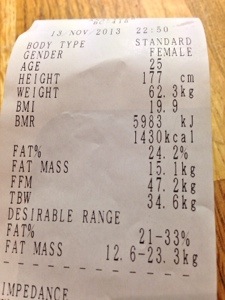 13/NOV/2013 22:50
BODY TYPE STANDARD
GENDER FEMALE
AGE 25
HEIGHT 177 cm
WEIGHT 62.3kg
BMI 19.9
BMR 5983 kJ
1430kcal
FAT% 24.2%
FAT MASS 15.1kg
FFM 47.2kg
TBW 34.6kg
DESIRABLE RANGE
FAT% 21-33%
FAT MASS 12.6-23.3kg
IMPEDANCE